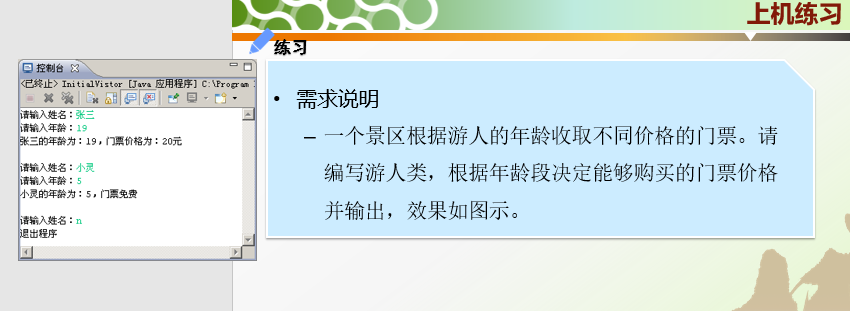 上机练习
练习
控制台
<已终止> InitialVistor [Java 应用程序] C:\Program
请输入姓名：张三
请输入年龄：19
张三的年龄为：19，门票价格为：20元
请输入姓名：小灵
请输入年龄：5
小灵的年龄为：5，门票免费
请输入姓名：n
退出程序
• 需求说明
– 一个景区根据游人的年龄收取不同价格的门票。请
编写游人类，根据年龄段决定能够购买的门票价格
并输出，效果如图示。